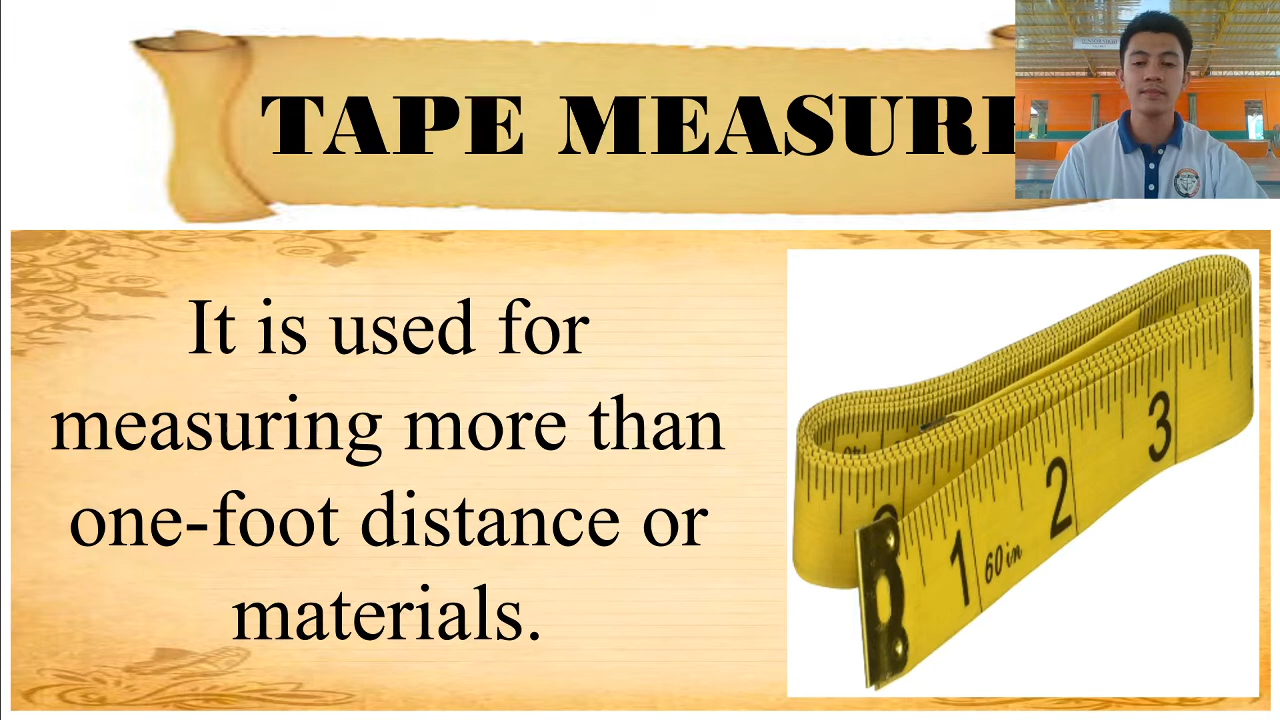 TAPE MEASURE
It is used for
measuring more than
one-foot distance or
materials.
1
60 in
2
3